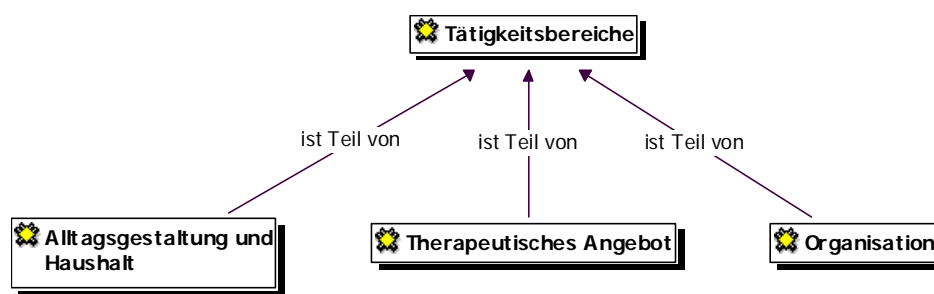 Tätigkeitsbereiche
ist Teil von
ist Teil von
ist Teil von
Alltagsgestaltung und
Haushalt
Therapeutisches Angebot
Organisation